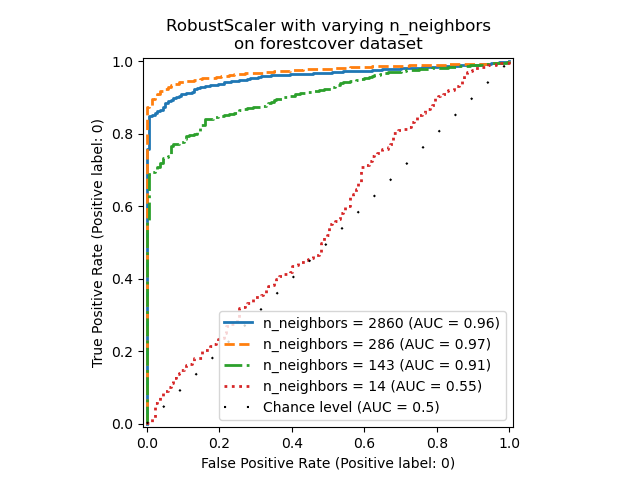 RobustScaler with varying n_neighbors
on forestcover dataset
1.0
0.8
0.6
0.4
0.2
0.0
True Positive Rate (Positive label: 0)
n_neighbors = 2860 (AUC = 0.96)
n_neighbors = 286 (AUC = 0.97)
n_neighbors = 143 (AUC = 0.91)
n_neighbors = 14 (AUC = 0.55)
Chance level (AUC = 0.5)
0.0 0.2 0.4 0.6 0.8 1.0
False Positive Rate (Positive label: 0)